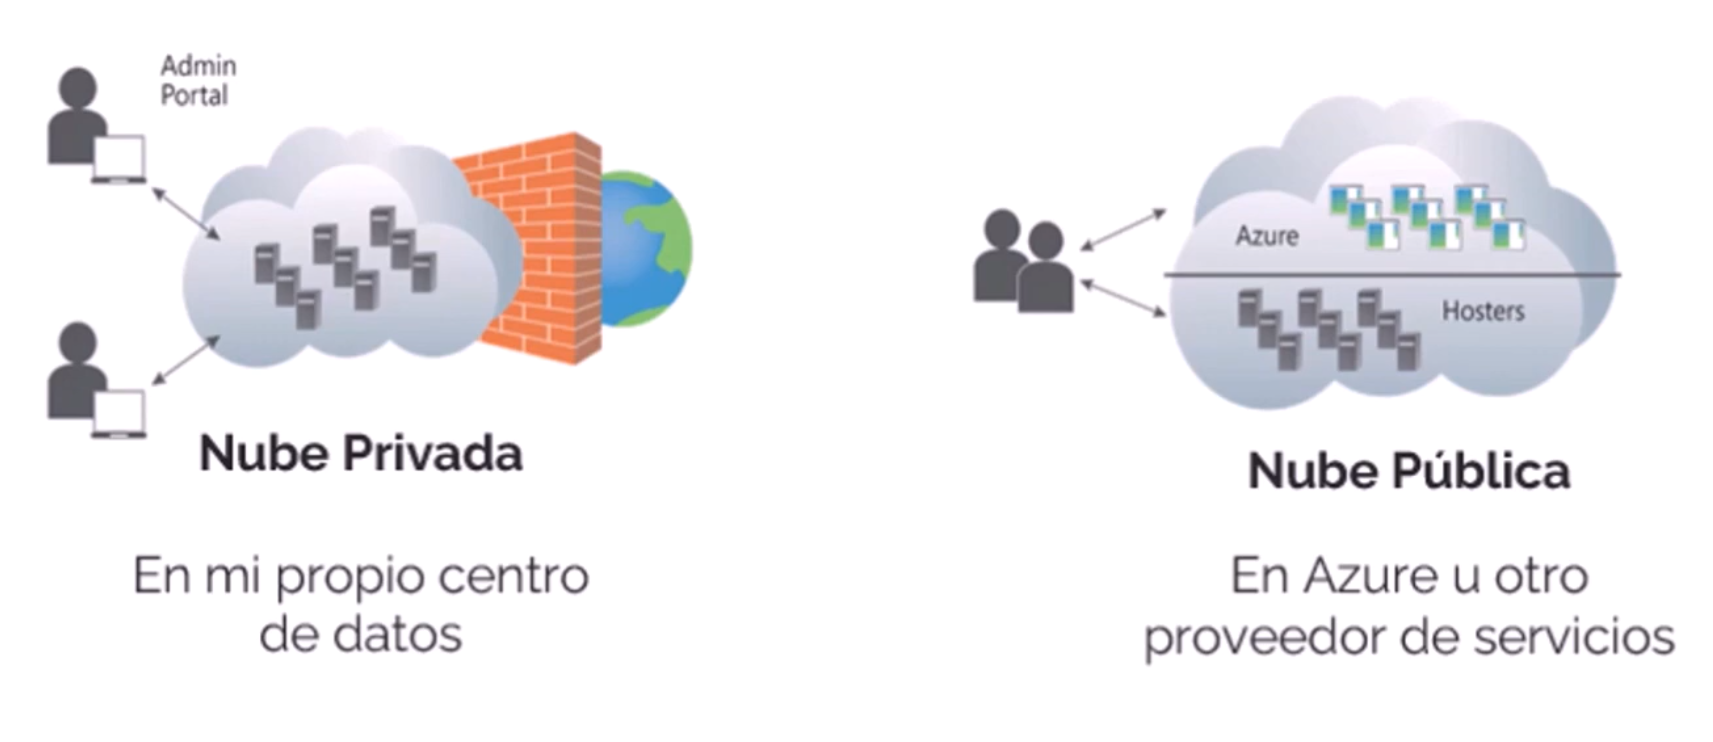 Admin
Portal
Nube Privada
En mi propio centro
de datos
Azure
Hosters
Nube Pública
En Azure u otro
proveedor de servicios